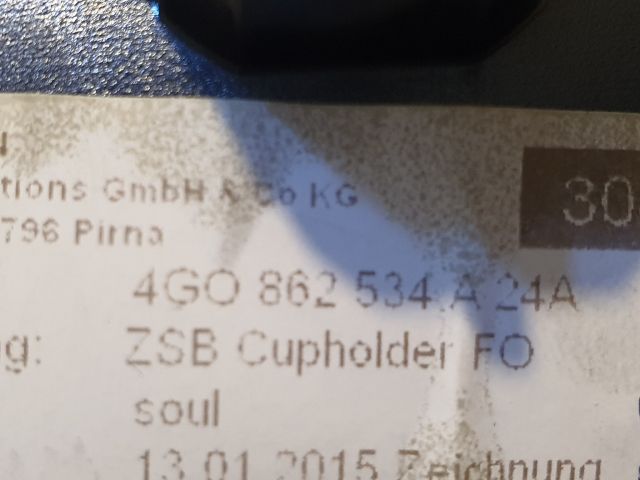 tions GmbH & Co KG
30
796 Pirna
4GO 862 534 A 24A
g: ZSB Cupholder FO
soul
13.01.2015 Zeichnung